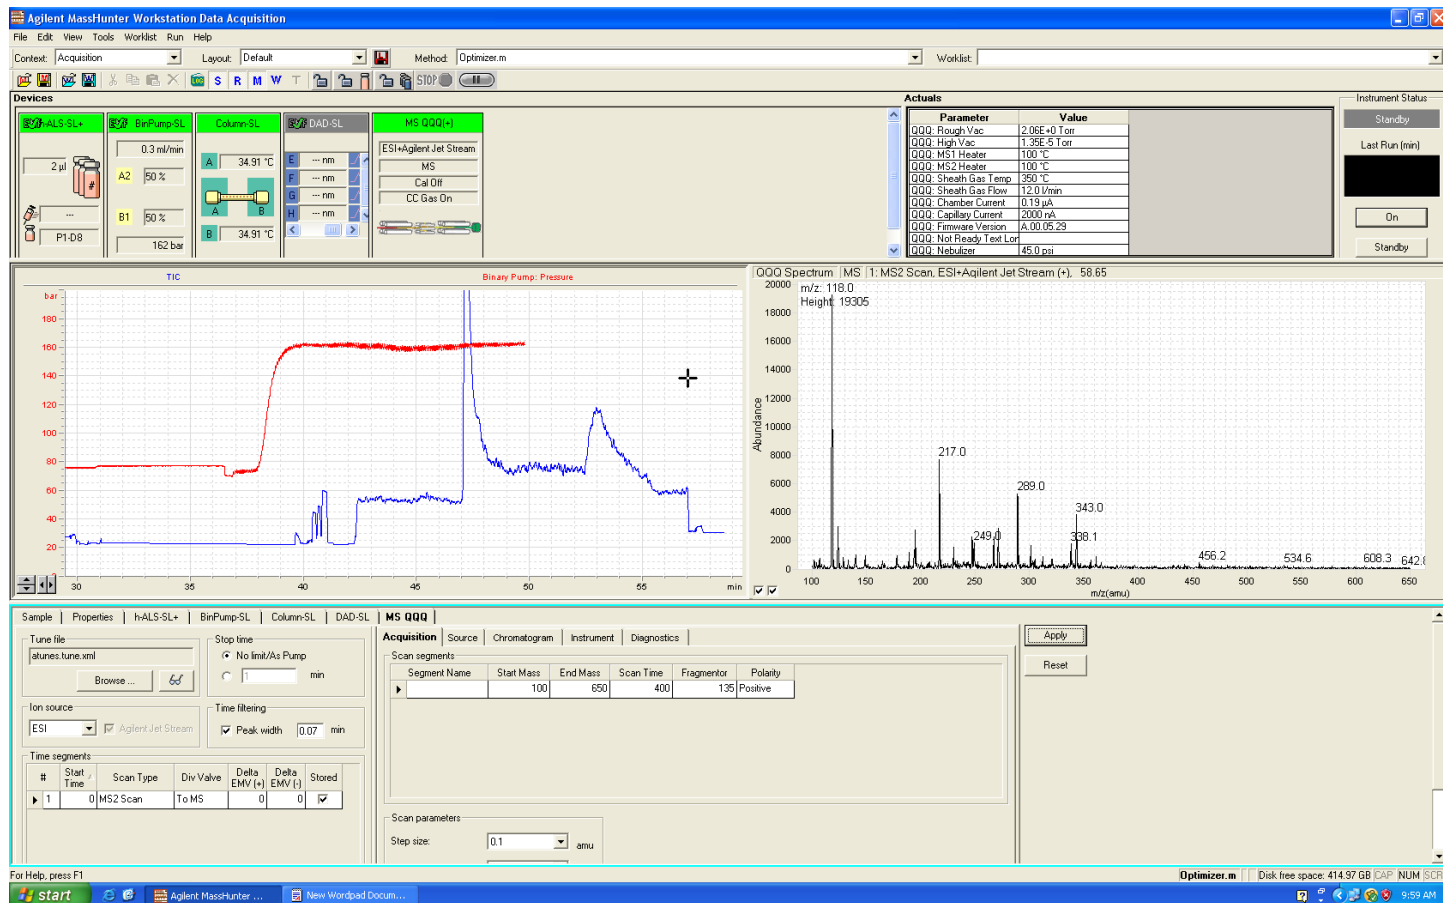 Agilent MassHunter Workstation Data Acquisition
File Edit View Tools Worklist Run Help
Context: Acquisition Layout: Default Method: Optimizer.m Worklist:
S R M W T STOP
Devices
h-ALS-SL+ BinPump-SL Column-SL DAD-SL MS QQQ(+)
2 µl
#
---
P1-D8
0.3 ml/min
A2 50 %
B1 50 %
162 bar
A 34.91 °C
A B
B 34.91 °C
E --- nm
F --- nm
G --- nm
H --- nm
ESI+Agilent Jet Stream
MS
Cal Off
CC Gas On
Actuals
Parameter Value
QQQ: Rough Vac 2.06E+0 Torr
QQQ: High Vac 1.35E-5 Torr
QQQ: MS1 Heater 100 °C
QQQ: MS2 Heater 100 °C
QQQ: Sheath Gas Temp 350 °C
QQQ: Sheath Gas Flow 12.0 l/min
QQQ: Chamber Current 0.19 µA
QQQ: Capillary Current 2000 nA
QQQ: Firmware Version A.00.05.29
QQQ: Not Ready Text Lon
QQQ: Nebulizer 45.0 psi
Instrument Status
Standby
Last Run (min)
On
Standby
TIC Binary Pump: Pressure
bar
180
160
140
120
100
80
60
40
20
0
30 35 40 45 50 55 min
QQQ Spectrum MS 1: MS2 Scan, ESI+Agilent Jet Stream (+), 58.65
m/z: 118.0
Height: 19305
Abundance
20000
18000
16000
14000
12000
10000
8000
6000
4000
2000
0
217.0
289.0
343.0
249.0
338.1
456.2
534.6
608.3
642.
100 150 200 250 300 350 400 450 500 550 600 650
m/z(amu)
Sample Properties h-ALS-SL+ BinPump-SL Column-SL DAD-SL MS QQQ
Tune file
atunes.tune.xml
Browse ...
Stop time
No limit/As Pump
1 min
Ion source
ESI Agilent Jet Stream
Time filtering
Peak width 0.07 min
Time segments
# Start Time Scan Type Div Valve Delta EMV (+) Delta EMV (-) Stored
1 0 MS2 Scan To MS 0 0
Acquisition Source Chromatogram Instrument Diagnostics
Scan segments
Segment Name Start Mass End Mass Scan Time Fragmentor Polarity
100 650 400 135 Positive
Scan parameters
Step size: 0.1 amu
Apply
Reset
For Help, press F1
Optimizer.m Disk free space: 414.97 GB CAP NUM SCR
start Agilent MassHunter ... New Wordpad Docum... 9:59 AM